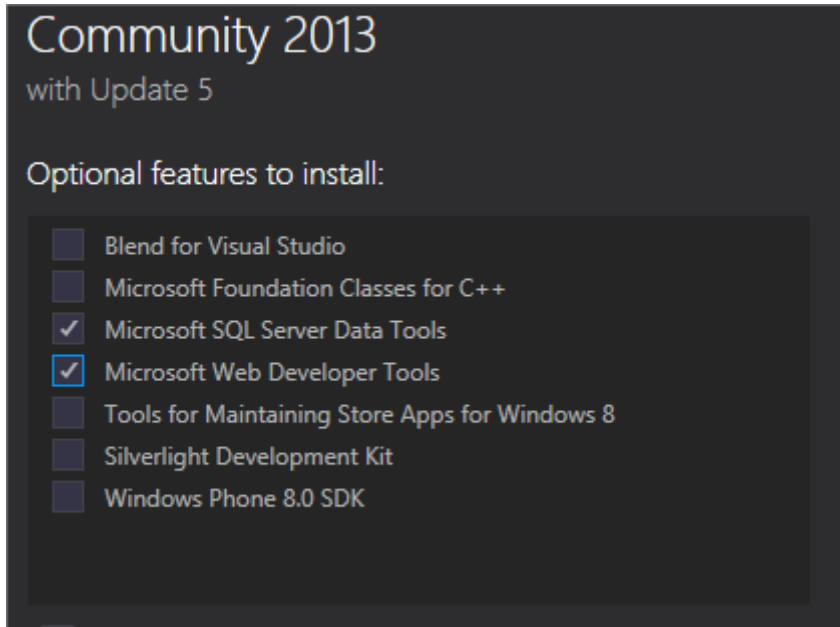 Community 2013
with Update 5
Optional features to install:
Blend for Visual Studio
Microsoft Foundation Classes for C++
Microsoft SQL Server Data Tools
Microsoft Web Developer Tools
Tools for Maintaining Store Apps for Windows 8
Silverlight Development Kit
Windows Phone 8.0 SDK